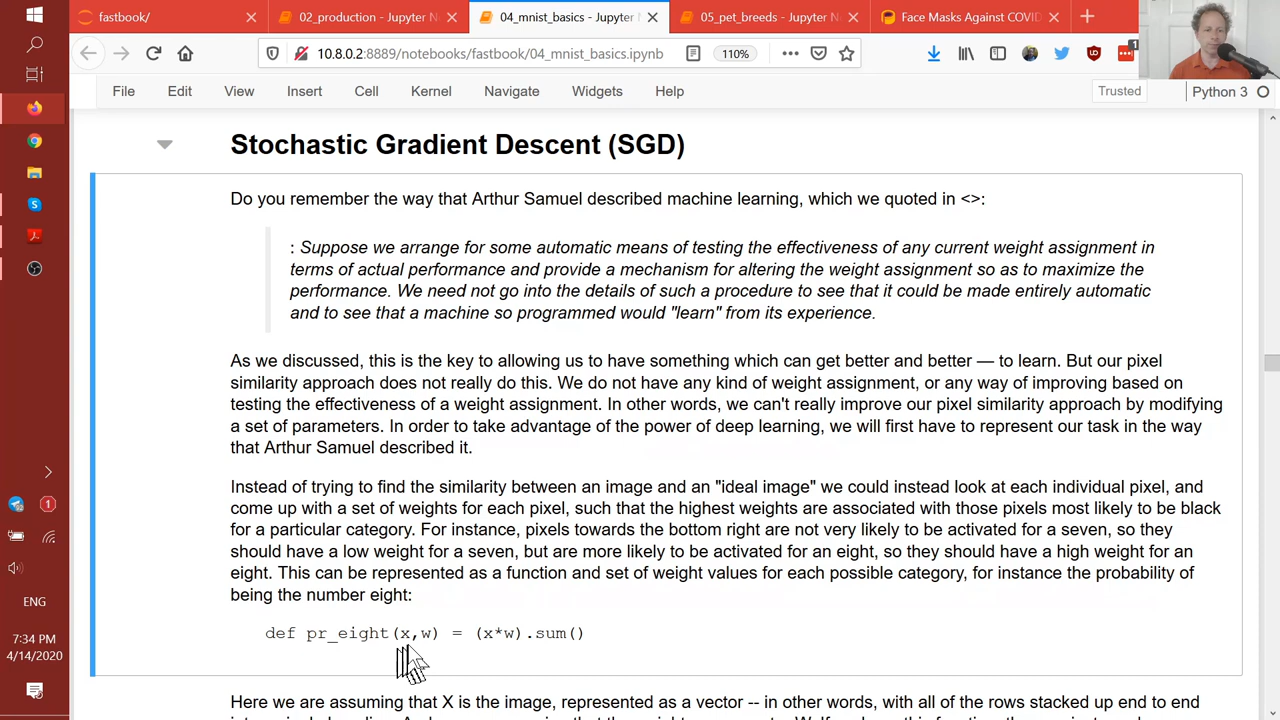 fastbook/
02_production - Jupyter N
04_mnist_basics - Jupyter N
05_pet_breeds - Jupyter N
Face Masks Against COVID
10.8.0.2:8889/notebooks/fastbook/04_mnist_basics.ipynb
110%
1
File Edit View Insert Cell Kernel Navigate Widgets Help
Trusted
Python 3
Stochastic Gradient Descent (SGD)
Do you remember the way that Arthur Samuel described machine learning, which we quoted in <>:
: Suppose we arrange for some automatic means of testing the effectiveness of any current weight assignment in
terms of actual performance and provide a mechanism for altering the weight assignment so as to maximize the
performance. We need not go into the details of such a procedure to see that it could be made entirely automatic
and to see that a machine so programmed would "learn" from its experience.
As we discussed, this is the key to allowing us to have something which can get better and better — to learn. But our pixel
similarity approach does not really do this. We do not have any kind of weight assignment, or any way of improving based on
testing the effectiveness of a weight assignment. In other words, we can't really improve our pixel similarity approach by modifying
a set of parameters. In order to take advantage of the power of deep learning, we will first have to represent our task in the way
that Arthur Samuel described it.
Instead of trying to find the similarity between an image and an "ideal image" we could instead look at each individual pixel, and
come up with a set of weights for each pixel, such that the highest weights are associated with those pixels most likely to be black
for a particular category. For instance, pixels towards the bottom right are not very likely to be activated for a seven, so they
should have a low weight for a seven, but are more likely to be activated for an eight, so they should have a high weight for an
eight. This can be represented as a function and set of weight values for each possible category, for instance the probability of
being the number eight:
def pr_eight(x,w) = (x*w).sum()
Here we are assuming that X is the image, represented as a vector -- in other words, with all of the rows stacked up end to end
1
ENG
7:34 PM
4/14/2020